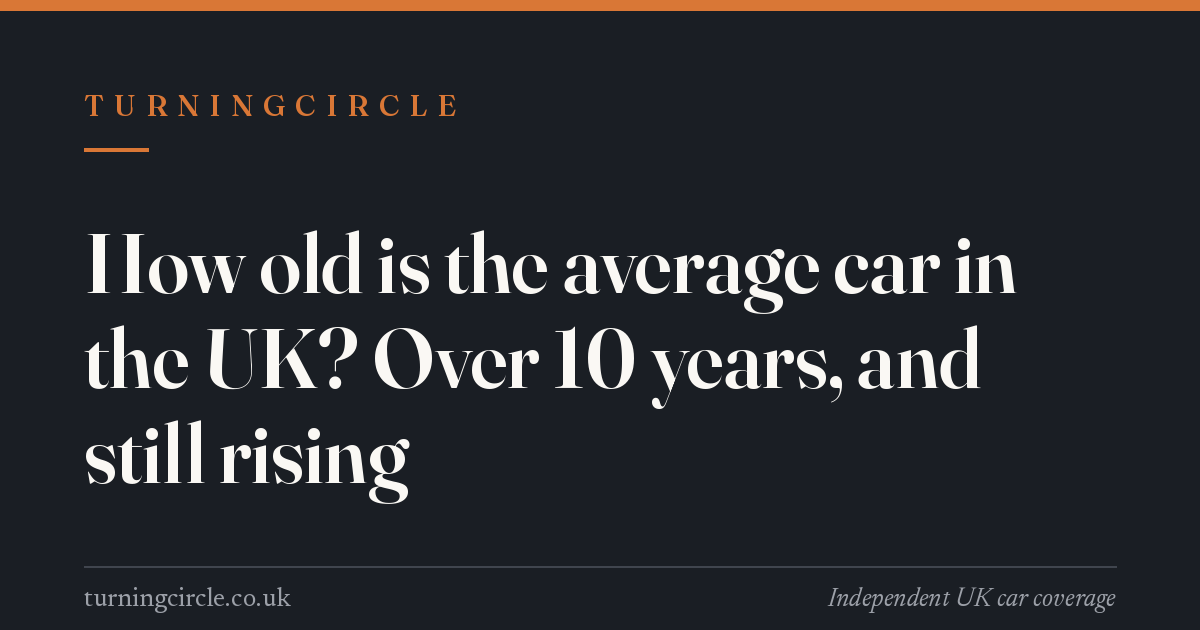 TURNINGCIRCLE
How old is the average car in
the UK? Over 10 years, and
still rising
turningcircle.co.uk
Independent UK car coverage